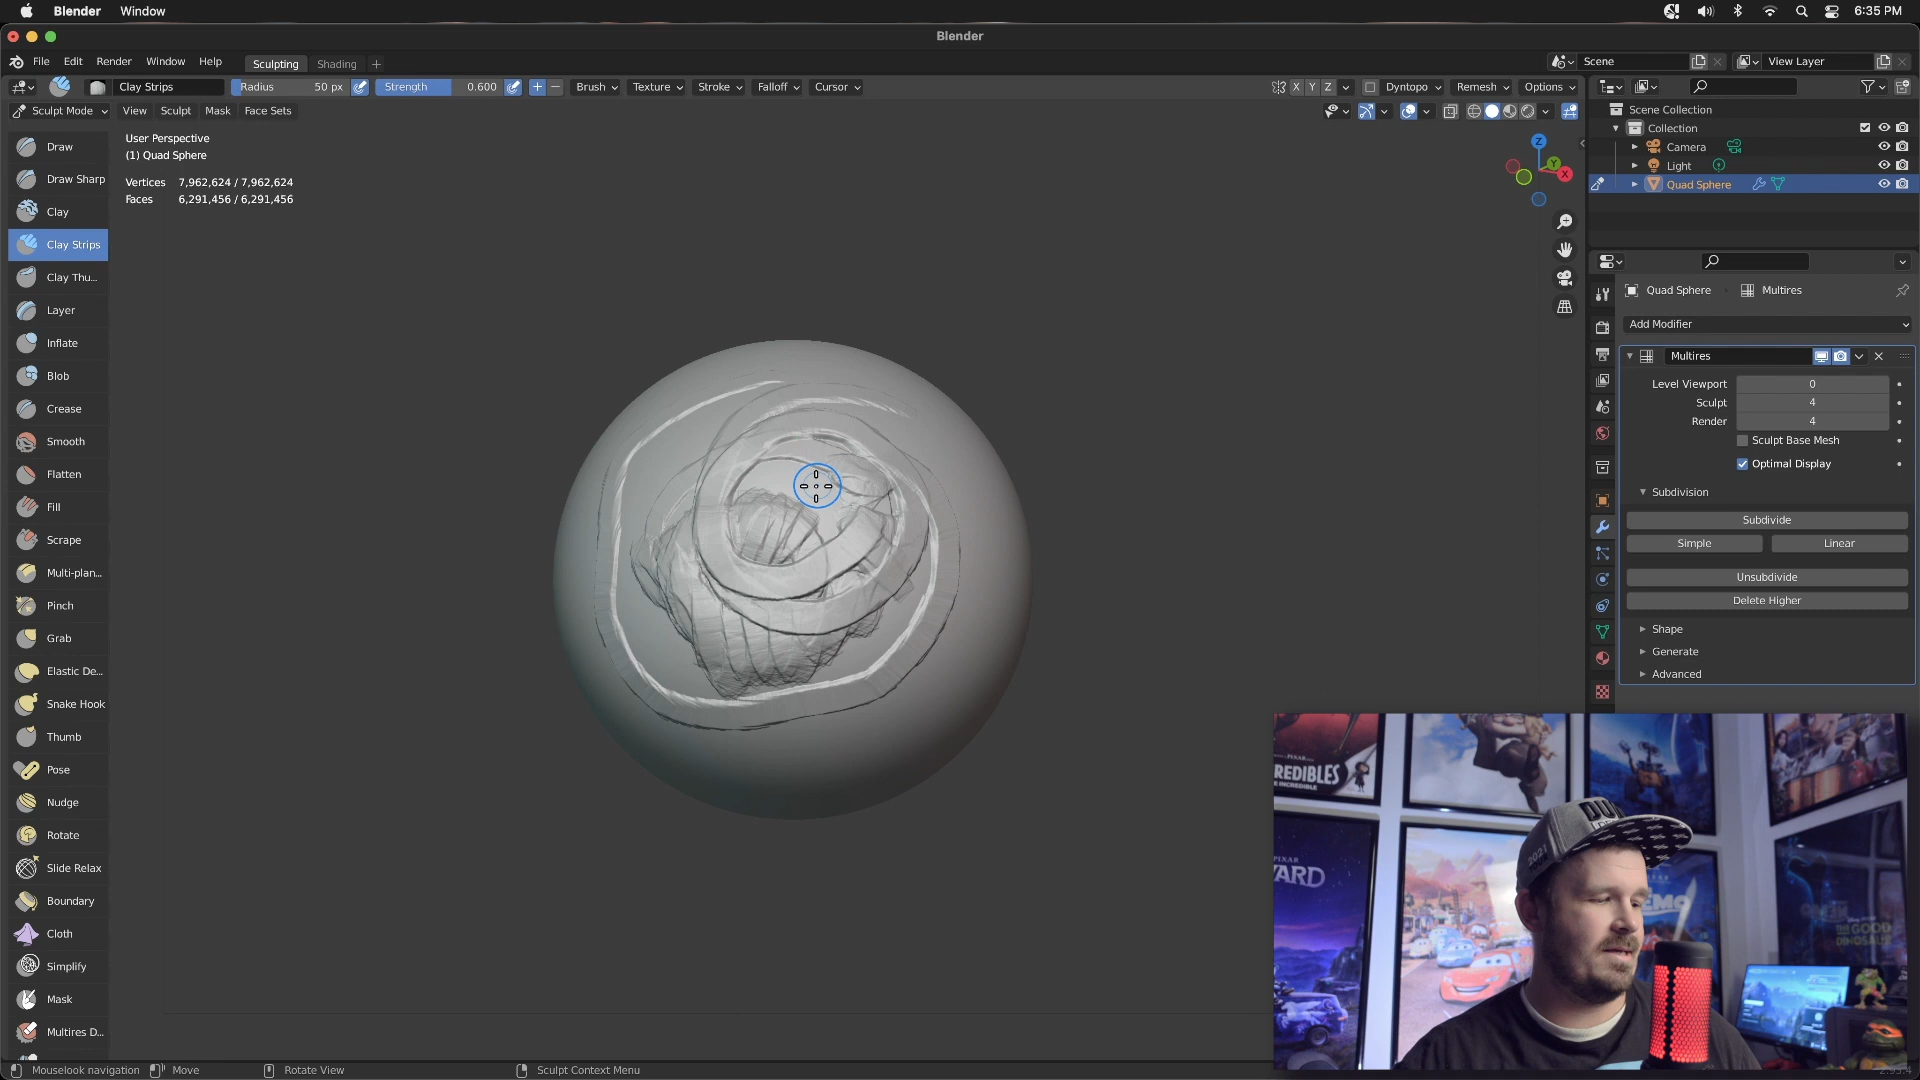 Blender Window 6:35 PM
Blender
File Edit Render Window Help Sculpting Shading + Scene View Layer
Clay Strips Radius 50 px Strength 0.600 Brush Texture Stroke Falloff Cursor X Y Z Dyntopo Remesh Options
Sculpt Mode View Sculpt Mask Face Sets
User Perspective
(1) Quad Sphere
Vertices 7,962,624 / 7,962,624
Faces 6,291,456 / 6,291,456
Draw
Draw Sharp
Clay
Clay Strips
Clay Thu...
Layer
Inflate
Blob
Crease
Smooth
Flatten
Fill
Scrape
Multi-plan...
Pinch
Grab
Elastic De...
Snake Hook
Thumb
Pose
Nudge
Rotate
Slide Relax
Boundary
Cloth
Simplify
Mask
Multires D...
Z
Y
X
Scene Collection
Collection
Camera
Light
Quad Sphere
Quad Sphere Multires
Add Modifier
Multires
Level Viewport 0
Sculpt 4
Render 4
Sculpt Base Mesh
Optimal Display
Subdivision
Subdivide
Simple Linear
Unsubdivide
Delete Higher
Shape
Generate
Advanced
REDIBLES
PIXAR
YARD
EMO
THE GOOD
DINOSAUR
2021
Mouselook navigation Move Rotate View Sculpt Context Menu